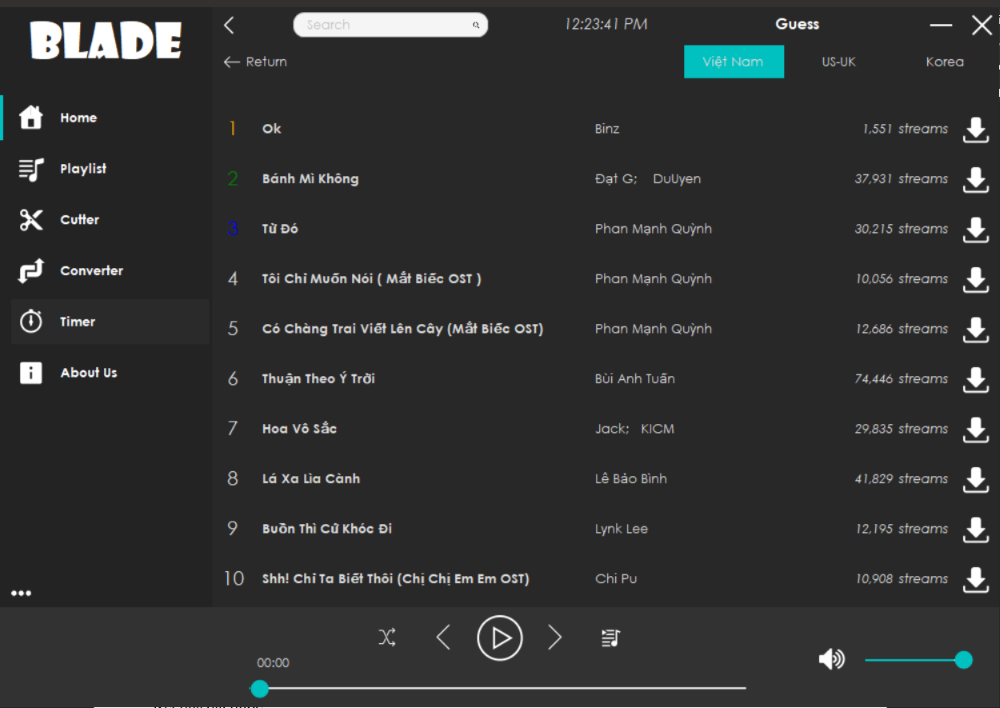 BLADE
Search
12:23:41 PM
Guess
Return
Việt Nam
US-UK
Korea
Home
Playlist
Cutter
Converter
Timer
About Us
1 Ok Binz 1,551 streams
2 Bánh Mì Không Đạt G; DuUyen 37,931 streams
3 Từ Đó Phan Mạnh Quỳnh 30,215 streams
4 Tôi Chỉ Muốn Nói ( Mắt Biếc OST ) Phan Mạnh Quỳnh 10,056 streams
5 Có Chàng Trai Viết Lên Cây (Mắt Biếc OST) Phan Mạnh Quỳnh 12,686 streams
6 Thuận Theo Ý Trời Bùi Anh Tuấn 74,446 streams
7 Hoa Vô Sắc Jack; KICM 29,835 streams
8 Lá Xa Lìa Cành Lê Bảo Bình 41,829 streams
9 Buồn Thì Cứ Khóc Đi Lynk Lee 12,195 streams
10 Shh! Chỉ Ta Biết Thôi (Chị Chị Em Em OST) Chi Pu 10,908 streams
00:00